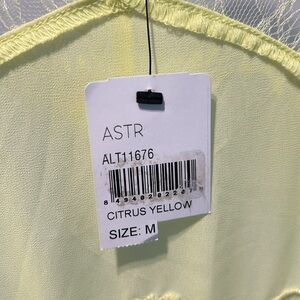 ASTR
ALT11676
CITRUS YELLOW
SIZE: M